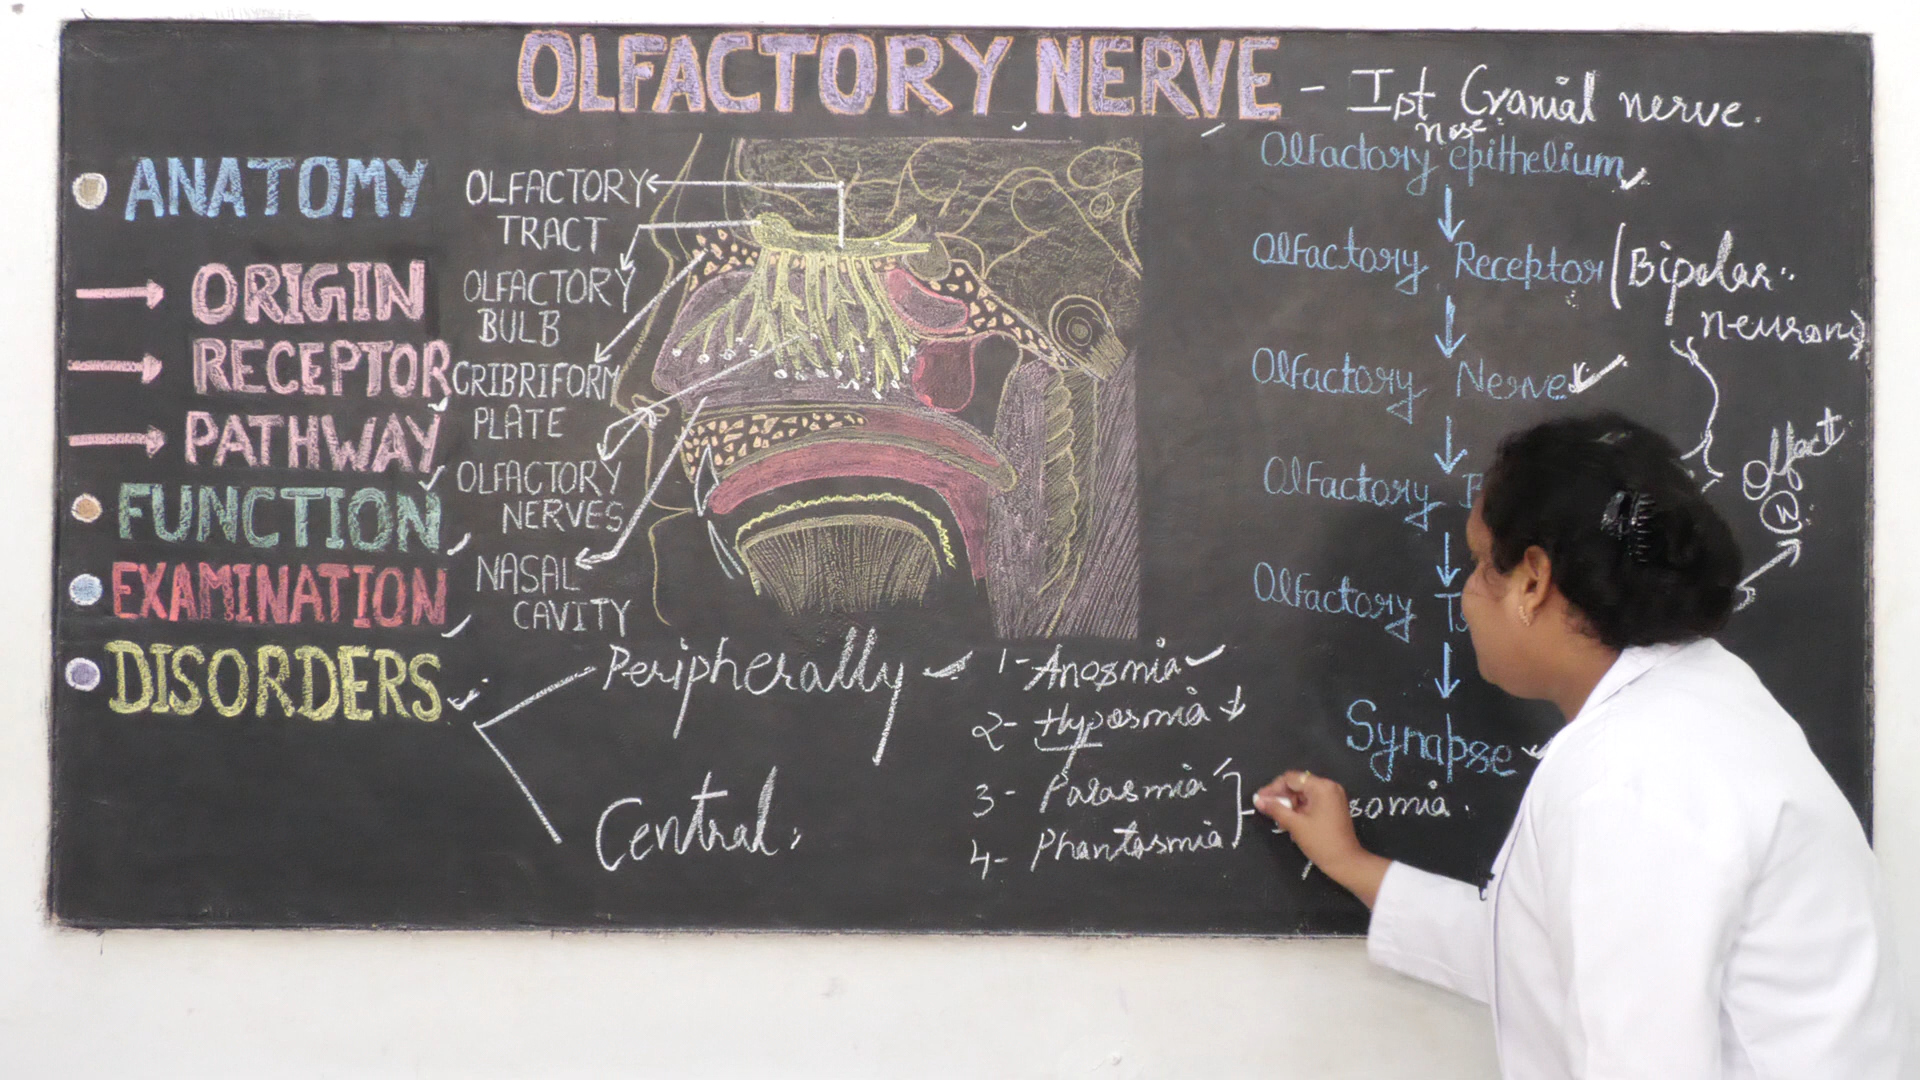 OLFACTORY NERVE - Ist Cranial nerve.
ANATOMY
ORIGIN
RECEPTOR
PATHWAY
FUNCTION
EXAMINATION
DISORDERS
OLFACTORY
TRACT
OLFACTORY
BULB
CRIBRIFORM
PLATE
OLFACTORY
NERVES
NASAL
CAVITY
nose
Olfactory epithelium
Olfactory Receptor (Bipolar
neuron)
Olfactory Nerve
Olfactory
Olfactory
Synapse
olfact
Peripherally
Central
1- Anosmia
2- Hyposmia
3- Parasmia
4- Phantosmia